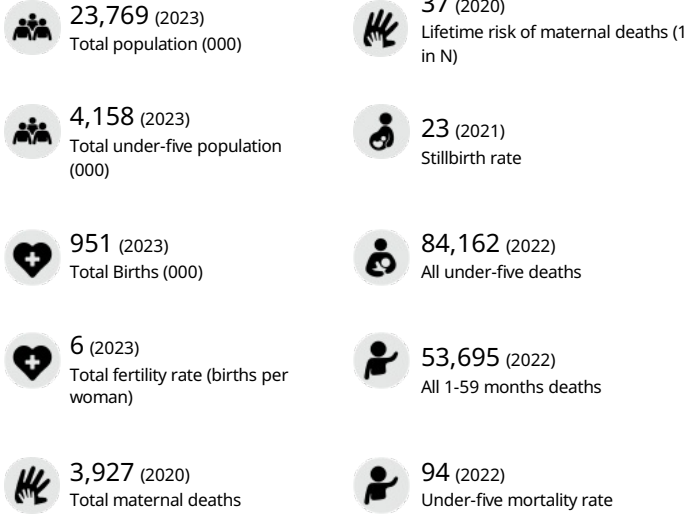 23,769 (2023)
Total population (000)
37 (2020)
Lifetime risk of maternal deaths (1
in N)
4,158 (2023)
Total under-five population
(000)
23 (2021)
Stillbirth rate
951 (2023)
Total Births (000)
84,162 (2022)
All under-five deaths
6 (2023)
Total fertility rate (births per
woman)
53,695 (2022)
All 1-59 months deaths
3,927 (2020)
Total maternal deaths
94 (2022)
Under-five mortality rate